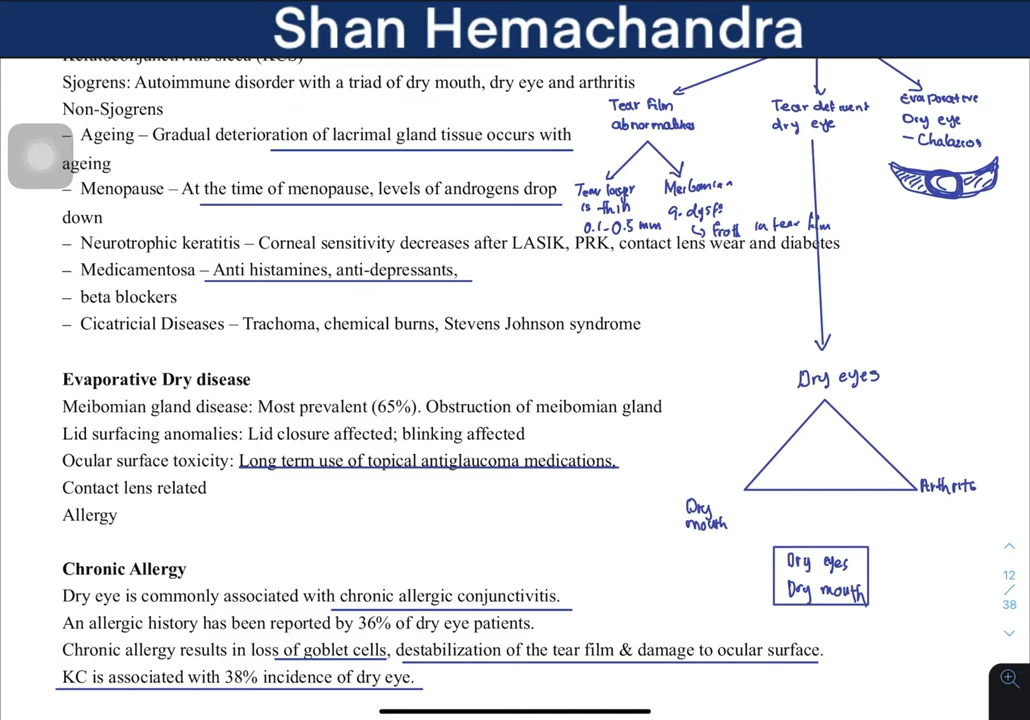 Shan Hemachandra
Keratoconjunctivitis sicca (KCS)
Sjogrens: Autoimmune disorder with a triad of dry mouth, dry eye and arthritis
Non-Sjogrens
– Ageing – Gradual deterioration of lacrimal gland tissue occurs with
ageing
– Menopause – At the time of menopause, levels of androgens drop
down
– Neurotrophic keratitis – Corneal sensitivity decreases after LASIK, PRK, contact lens wear and diabetes
– Medicamentosa – Anti histamines, anti-depressants,
– beta blockers
– Cicatricial Diseases – Trachoma, chemical burns, Stevens Johnson syndrome
Tear film
abnormalities
Tear layer
is thin
0.1-0.5 mm
Meibomian
g. dysf:
froth in tear film
Tear deficient
dry eye
Evaporative
Dry eye
- Chalazios
Dry eyes
Dry
mouth
Arthrits
Dry eyes
Dry mouth
Evaporative Dry disease
Meibomian gland disease: Most prevalent (65%). Obstruction of meibomian gland
Lid surfacing anomalies: Lid closure affected; blinking affected
Ocular surface toxicity: Long term use of topical antiglaucoma medications,
Contact lens related
Allergy
Chronic Allergy
Dry eye is commonly associated with chronic allergic conjunctivitis.
An allergic history has been reported by 36% of dry eye patients.
Chronic allergy results in loss of goblet cells, destabilization of the tear film & damage to ocular surface.
KC is associated with 38% incidence of dry eye.
12
/
38